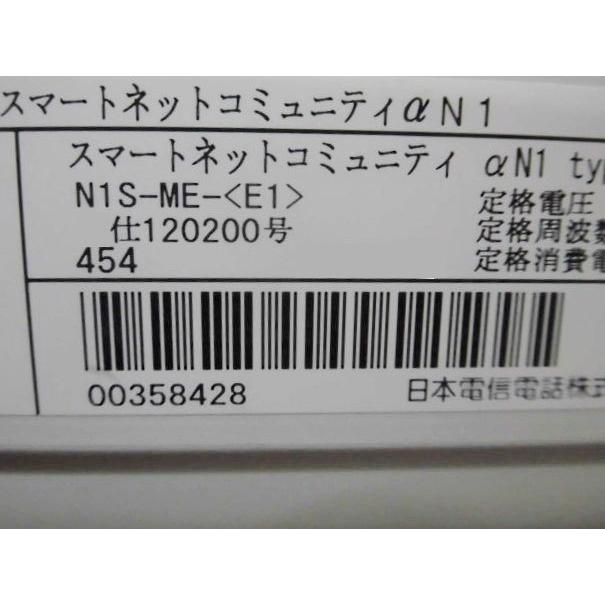 スマートネットコミュニティαN1
スマートネットコミュニティ αN1 typ
N1S-ME-<E1>
定格電圧
仕120200号
定格周波数
454
定格消費電
00358428
日本電信電話株式